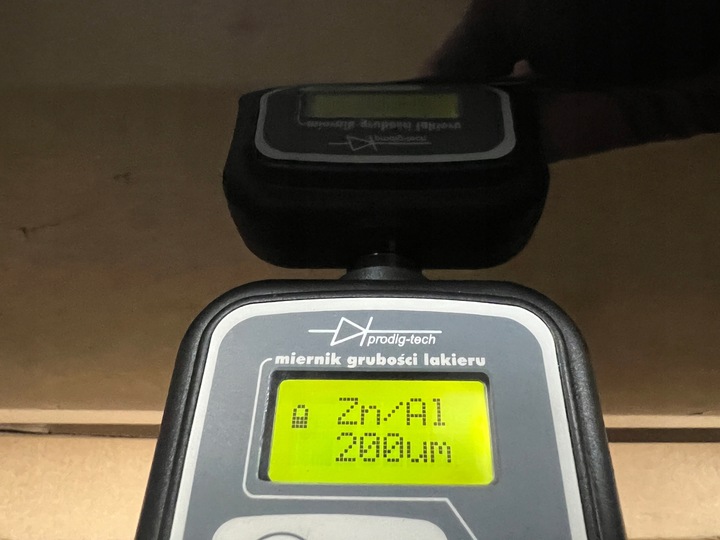 prodig-tech
miernik grubości lakieru
Zn/Al
200um